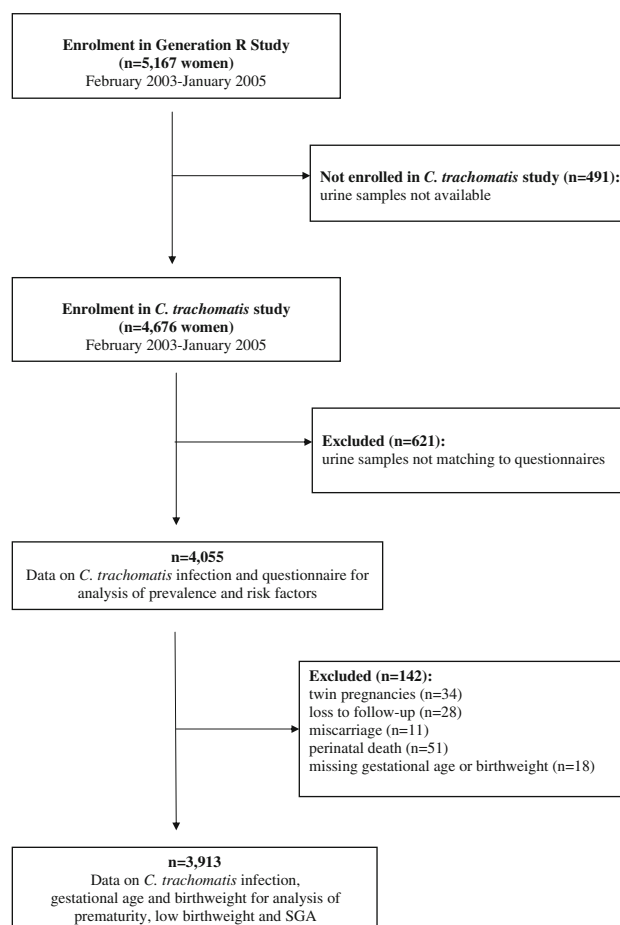 Enrolment in Generation R Study
(n=5,167 women)
February 2003-January 2005
Not enrolled in C. trachomatis study (n=491):
urine samples not available
Enrolment in C. trachomatis study
(n=4,676 women)
February 2003-January 2005
Excluded (n=621):
urine samples not matching to questionnaires
n=4,055
Data on C. trachomatis infection and questionnaire for
analysis of prevalence and risk factors
Excluded (n=142):
twin pregnancies (n=34)
loss to follow-up (n=28)
miscarriage (n=11)
perinatal death (n=51)
missing gestational age or birthweight (n=18)
n=3,913
Data on C. trachomatis infection,
gestational age and birthweight for analysis of
prematurity, low birthweight and SGA